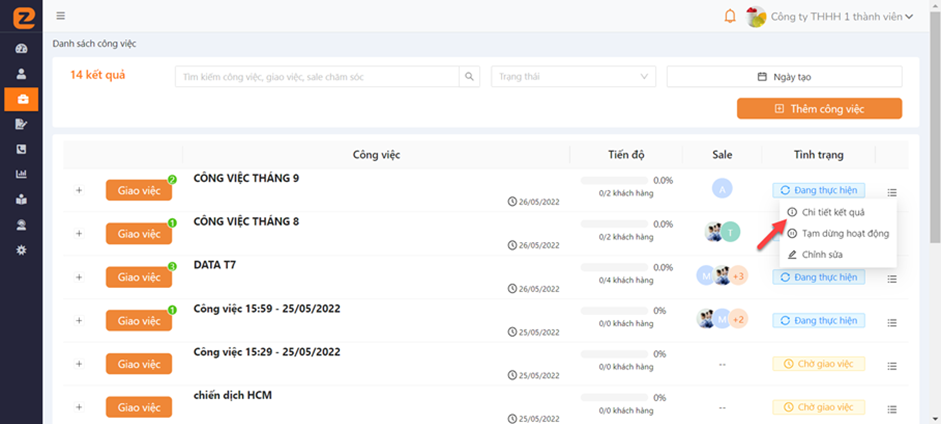 Công ty THHH 1 thành viên
Danh sách công việc
14 kết quả
Tìm kiếm công việc, giao việc, sale chăm sóc
Trạng thái
Ngày tạo
Thêm công việc
Công việc Tiến độ Sale Tình trạng
+ Giao việc 2 CÔNG VIỆC THÁNG 9 26/05/2022 0.0% 0/2 khách hàng A Đang thực hiện
Chi tiết kết quả
Tạm dừng hoạt động
Chỉnh sửa
+ Giao việc 1 CÔNG VIỆC THÁNG 8 26/05/2022 0.0% 0/2 khách hàng T
+ Giao việc 3 DATA T7 26/05/2022 0.0% 0/4 khách hàng M +3 Đang thực hiện
+ Giao việc 1 Công việc 15:59 - 25/05/2022 25/05/2022 0% 0/0 khách hàng M +2 Đang thực hiện
+ Giao việc Công việc 15:29 - 25/05/2022 25/05/2022 0% 0/0 khách hàng -- Chờ giao việc
+ Giao việc chiến dịch HCM 25/05/2022 0% 0/0 khách hàng -- Chờ giao việc